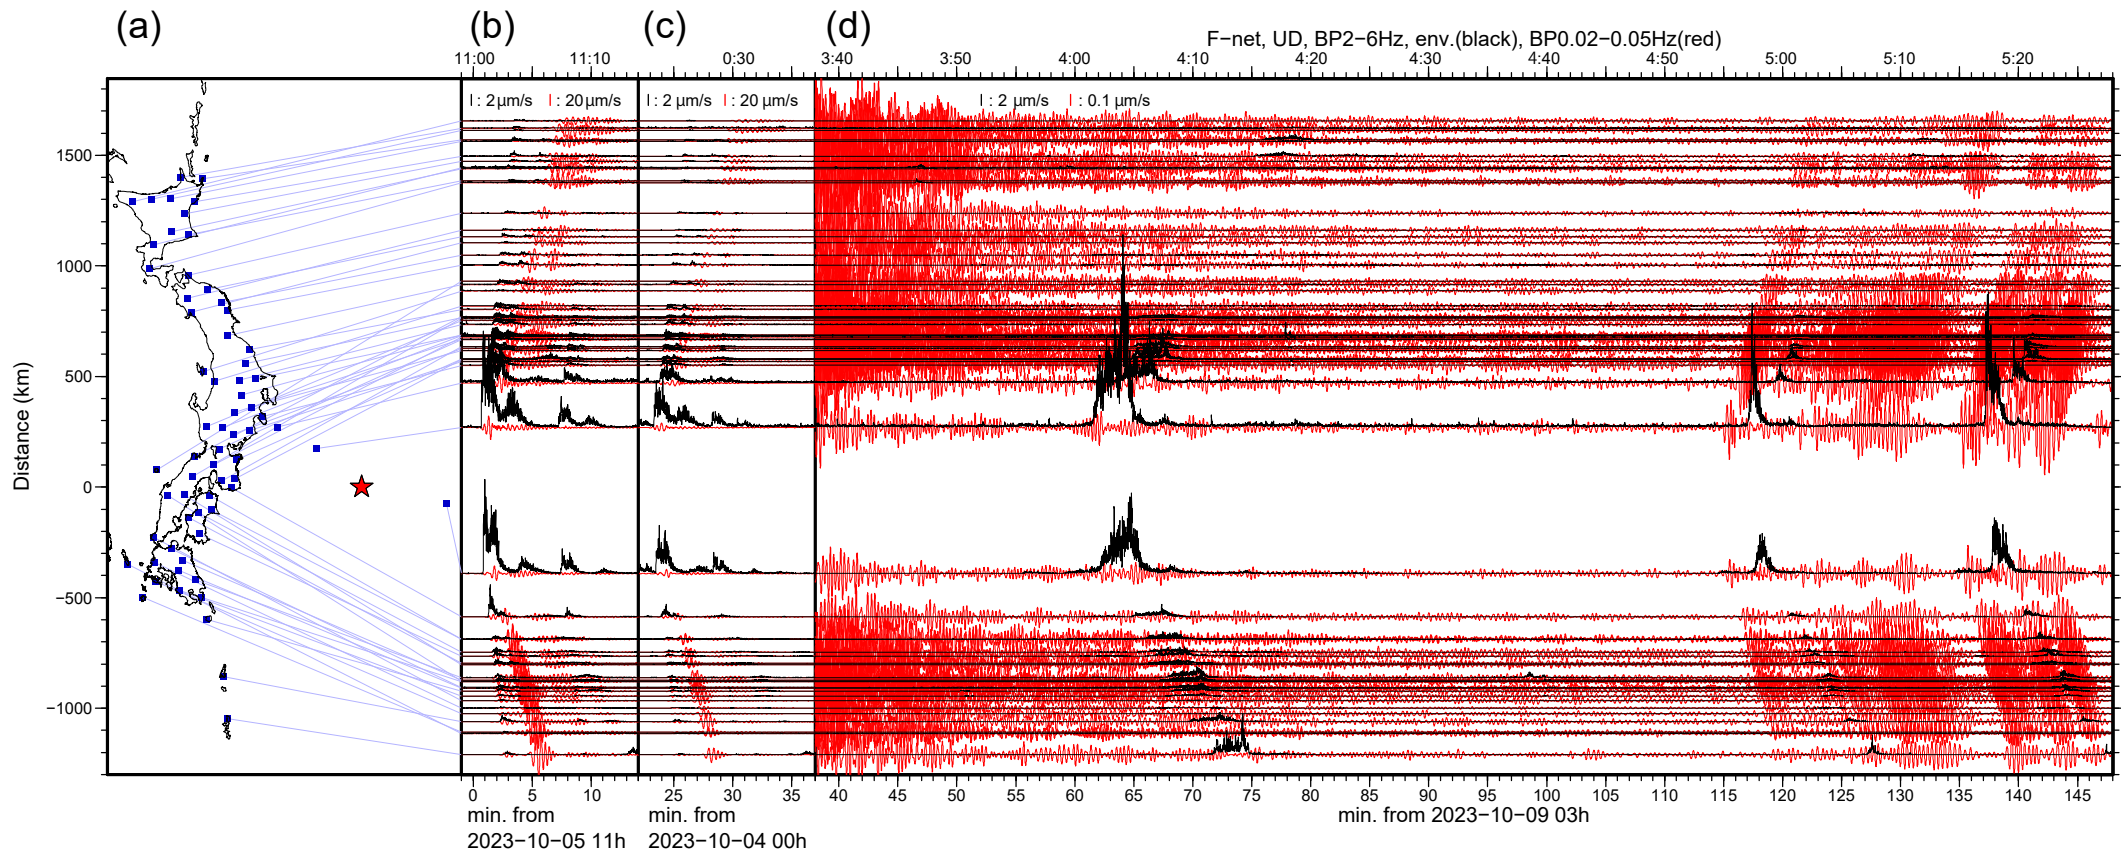 (a) (b) (c) (d)
F−net, UD, BP2−6Hz, env.(black), BP0.02−0.05Hz(red)
11:00 11:10 0:30 3:40 3:50 4:00 4:10 4:20 4:30 4:40 4:50 5:00 5:10 5:20
: 2 μm/s : 20 μm/s : 2 μm/s : 20 μm/s : 2 μm/s : 0.1 μm/s
Distance (km)
1500
1000
500
0
−500
−1000
0 5 10 25 30 35 40 45 50 55 60 65 70 75 80 85 90 95 100 105 110 115 120 125 130 135 140 145
min. from min. from min. from 2023−10−09 03h
2023−10−05 11h 2023−10−04 00h